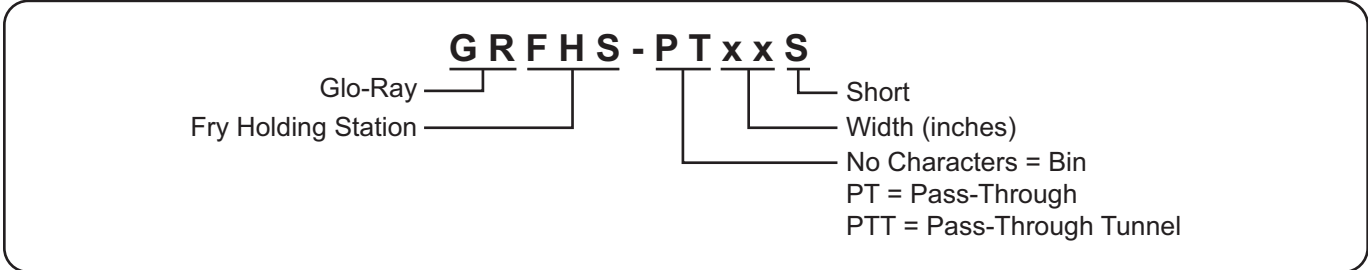 GRFHS-PTxxS
Glo-Ray
Short
Fry Holding Station
Width (inches)
No Characters = Bin
PT = Pass-Through
PTT = Pass-Through Tunnel